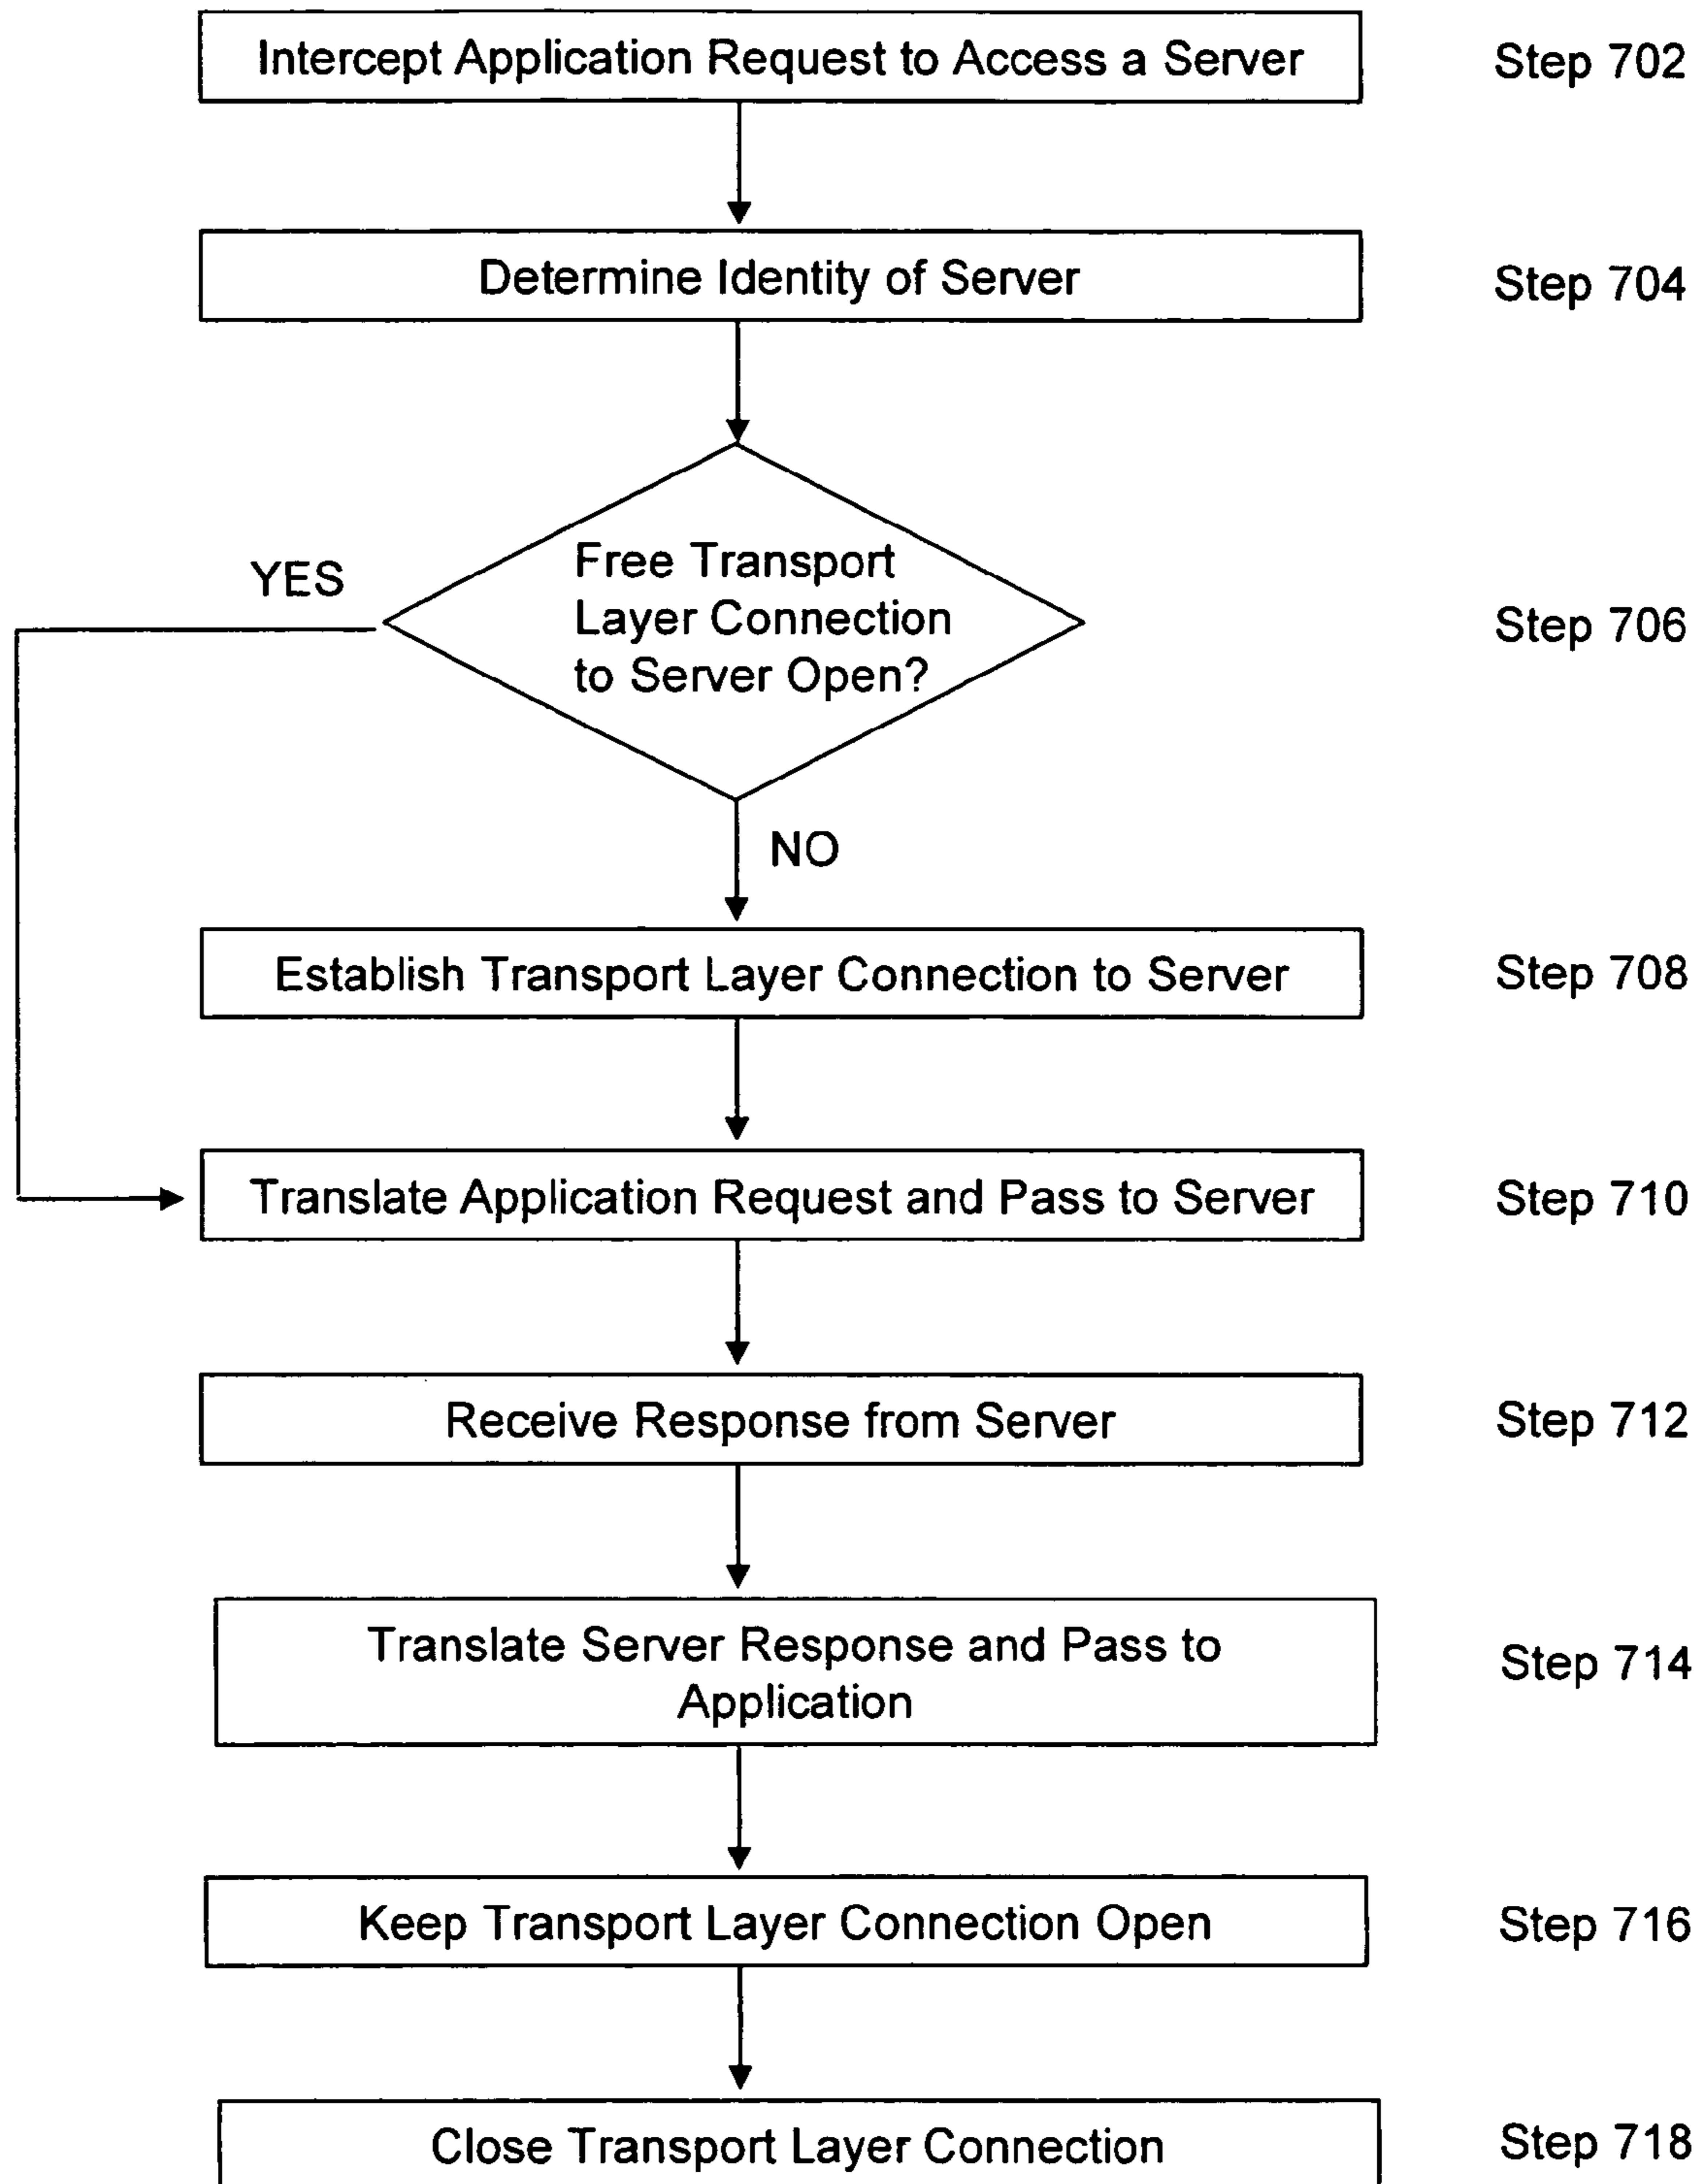 Intercept Application Request to Access a Server
Step 702
Determine Identity of Server
Step 704
YES
Free Transport
Layer Connection
to Server Open?
Step 706
NO
Establish Transport Layer Connection to Server
Step 708
Translate Application Request and Pass to Server
Step 710
Receive Response from Server
Step 712
Translate Server Response and Pass to
Application
Step 714
Keep Transport Layer Connection Open
Step 716
Close Transport Layer Connection
Step 718